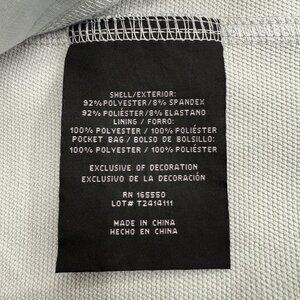 SHELL/EXTERIOR:
92% POLYESTER/8% SPANDEX
92% POLIÉSTER/8% ELASTANO
LINING / FORRO:
100% POLYESTER / 100% POLIÉSTER
POCKET BAG / BOLSO DE BOLSILLO:
100% POLYESTER / 100% POLIÉSTER
EXCLUSIVE OF DECORATION
EXCLUSIVO DE LA DECORACIÓN
RN 165550
LOT# T2414111
MADE IN CHINA
HECHO EN CHINA